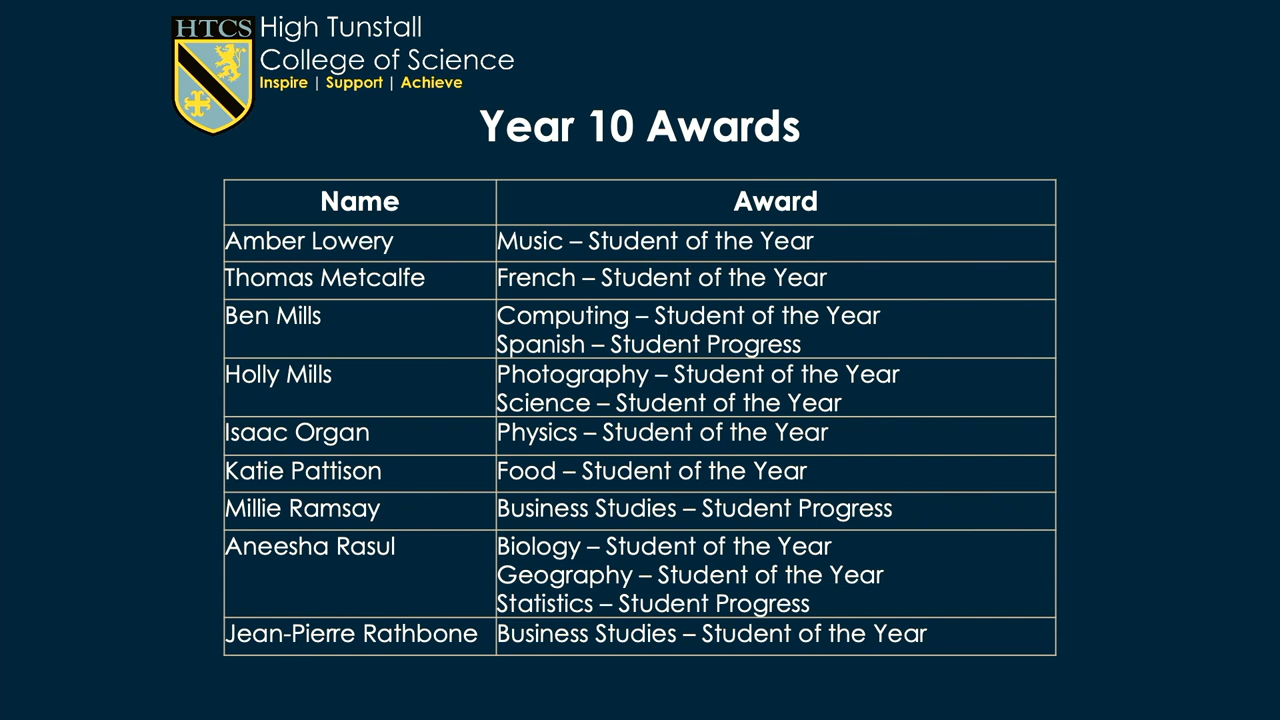 HTCS
High Tunstall
College of Science
Inspire | Support | Achieve
Year 10 Awards
Name Award
Amber Lowery Music – Student of the Year
Thomas Metcalfe French – Student of the Year
Ben Mills Computing – Student of the Year
Spanish – Student Progress
Holly Mills Photography – Student of the Year
Science – Student of the Year
Isaac Organ Physics – Student of the Year
Katie Pattison Food – Student of the Year
Millie Ramsay Business Studies – Student Progress
Aneesha Rasul Biology – Student of the Year
Geography – Student of the Year
Statistics – Student Progress
Jean-Pierre Rathbone Business Studies – Student of the Year